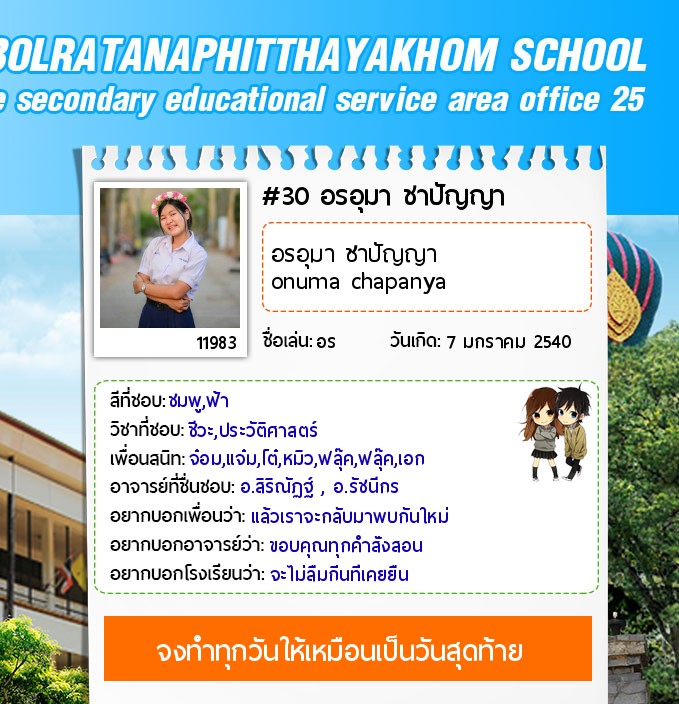 BOLRATANAPHITTHAYAKHOM SCHOOL
e secondary educational service area office 25
#30 อรอุมา ชาปัญญา
อรอุมา ชาปัญญา
onuma chapanya
11983
ชื่อเล่น: อร วันเกิด: 7 มกราคม 2540
สีที่ชอบ: ชมพู,ฟ้า
วิชาที่ชอบ: ชีวะ,ประวัติศาสตร์
เพื่อนสนิท: จ๋อม,แจ๋ม,โต๋,หมิว,ฟลุ๊ค,ฟลุ๊ค,เอก
อาจารย์ที่ชื่นชอบ: อ.สิริณัฎฐ์ , อ.รัชนีกร
อยากบอกเพื่อนว่า: แล้วเราจะกลับมาพบกันใหม่
อยากบอกอาจารย์ว่า: ขอบคุณทุกคำสั่งสอน
อยากบอกโรงเรียนว่า: จะไม่ลืมถิ่นที่เคยยืน
จงทำทุกวันให้เหมือนเป็นวันสุดท้าย